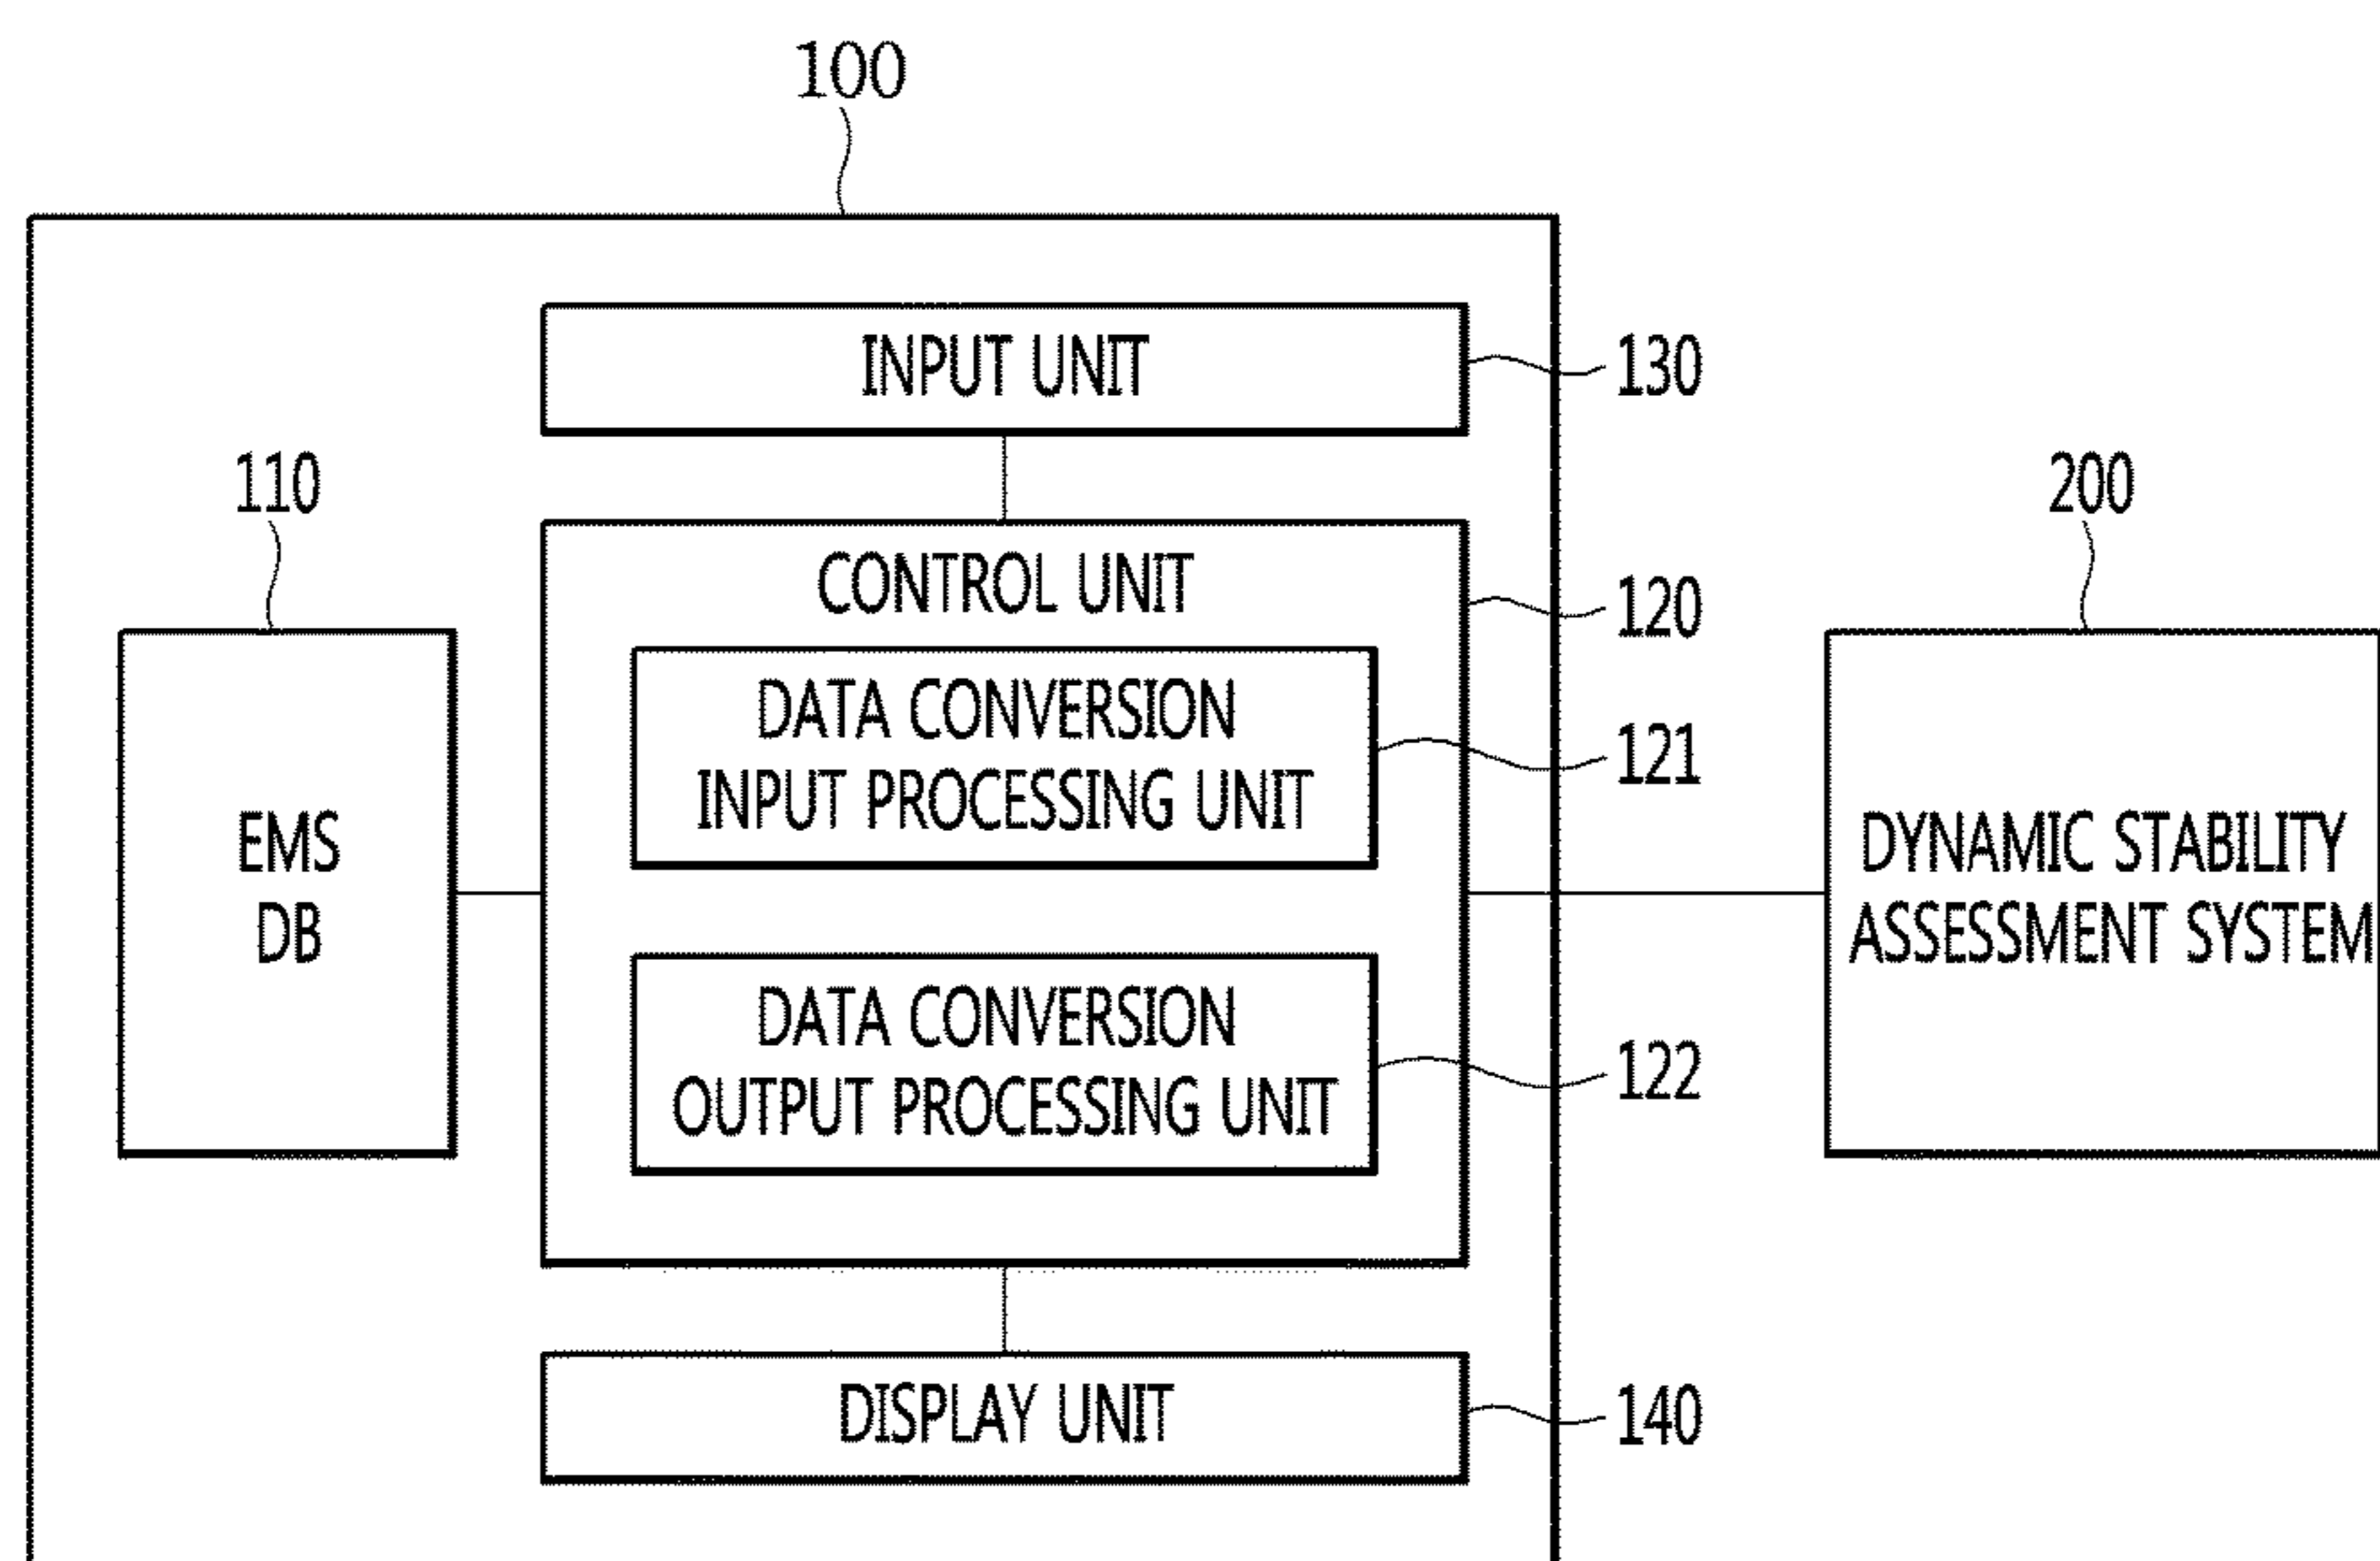 100
INPUT UNIT
130
110
200
CONTROL UNIT
120
DATA CONVERSION
INPUT PROCESSING UNIT
121
EMS
DB
DYNAMIC STABILITY
ASSESSMENT SYSTEM
DATA CONVERSION
OUTPUT PROCESSING UNIT
122
DISPLAY UNIT
140